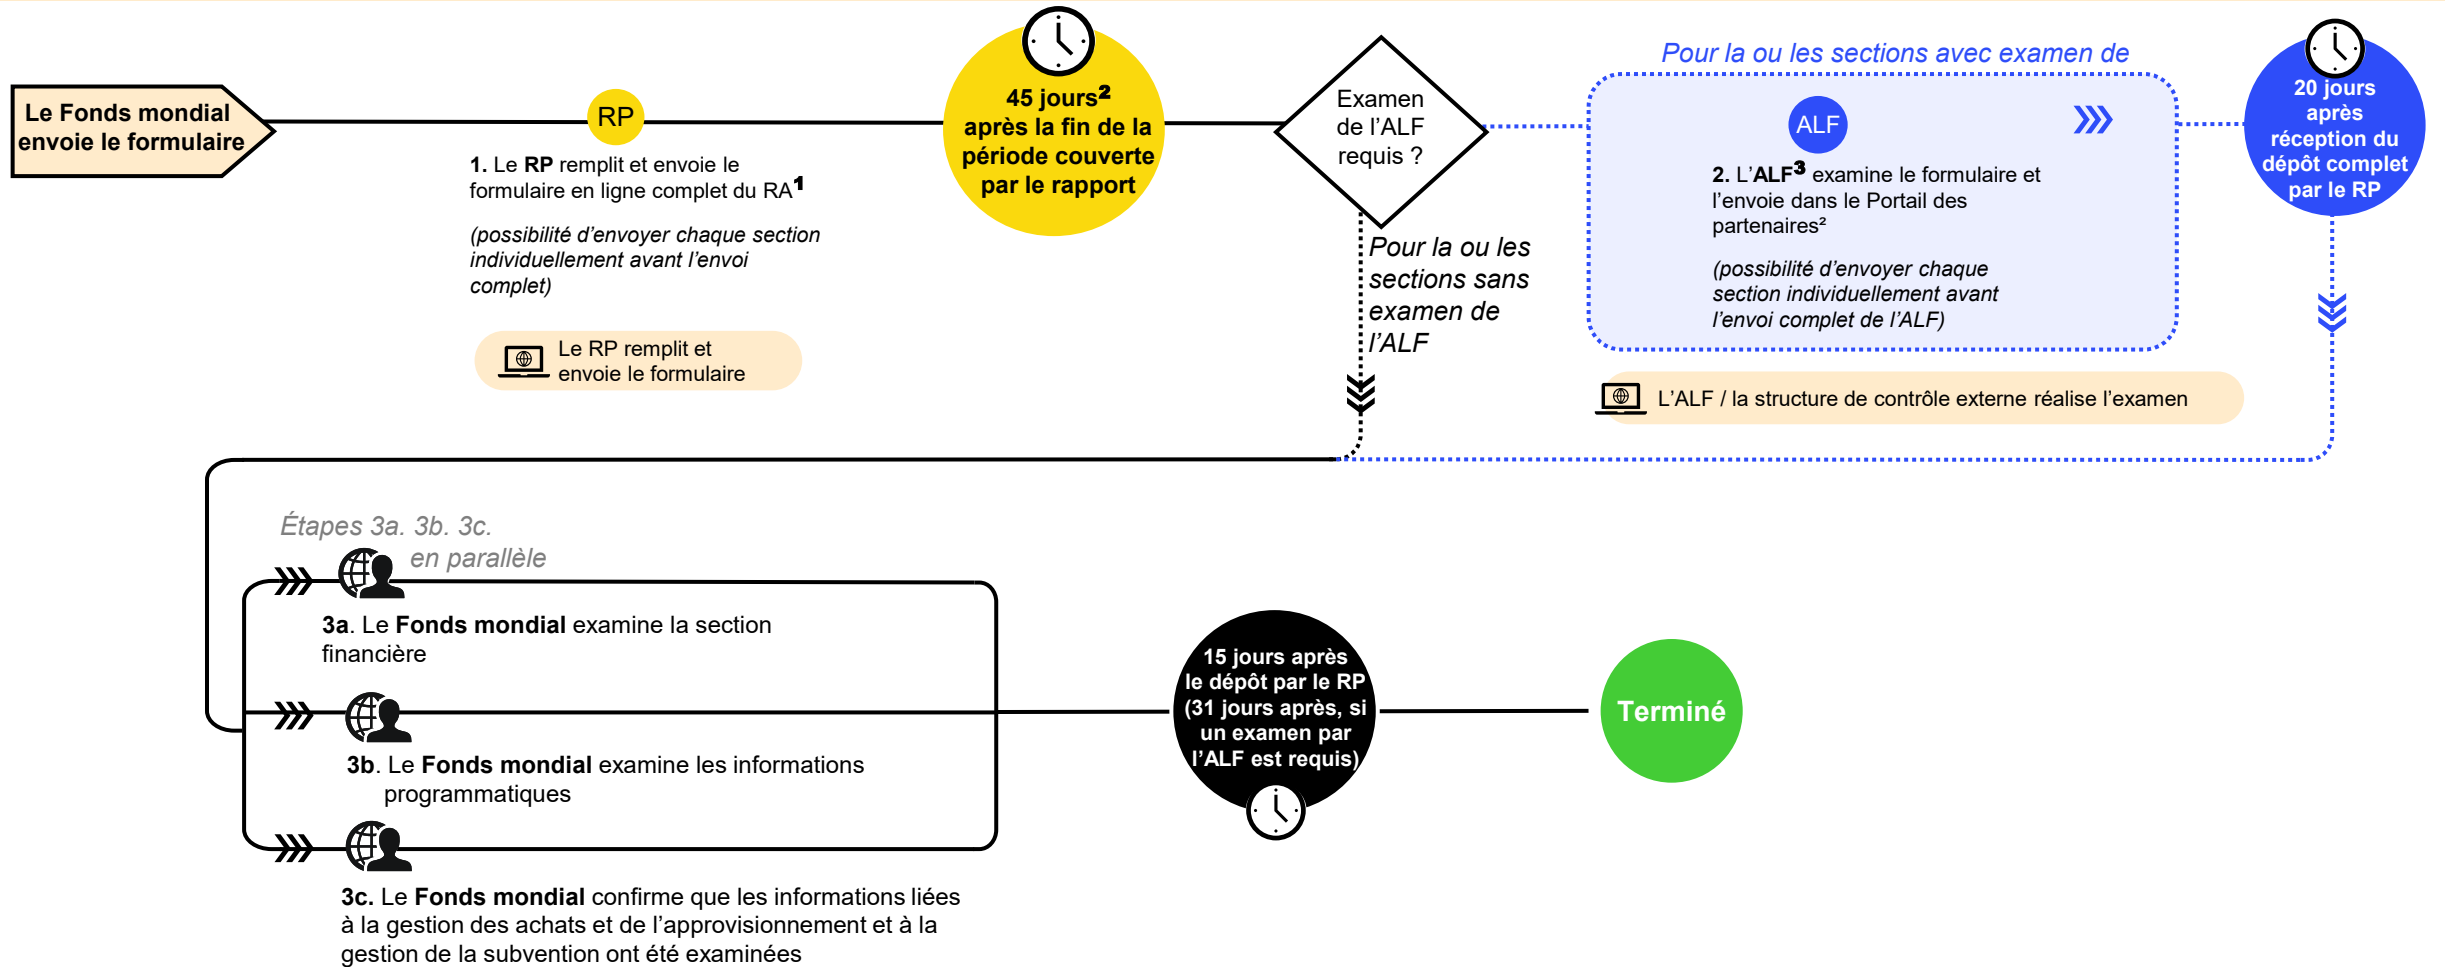 Le Fonds mondial
envoie le formulaire
RP
1. Le RP remplit et envoie le
formulaire en ligne complet du RA1
(possibilité d'envoyer chaque section
individuellement avant l'envoi
complet)
Le RP remplit et
envoie le formulaire
45 jours2
après la fin de la
période couverte
par le rapport
Examen
de l'ALF
requis ?
Pour la ou les
sections sans
examen de
l'ALF
Pour la ou les sections avec examen de
ALF
2. L'ALF3 examine le formulaire et
l'envoie dans le Portail des
partenaires²
(possibilité d'envoyer chaque
section individuellement avant
l'envoi complet de l'ALF)
L'ALF / la structure de contrôle externe réalise l'examen
20 jours
après
réception du
dépôt complet
par le RP
Étapes 3a. 3b. 3c.
en parallèle
3a. Le Fonds mondial examine la section
financière
3b. Le Fonds mondial examine les informations
programmatiques
3c. Le Fonds mondial confirme que les informations liées
à la gestion des achats et de l'approvisionnement et à la
gestion de la subvention ont été examinées
15 jours après
le dépôt par le RP
(31 jours après, si
un examen par
l'ALF est requis)
Terminé